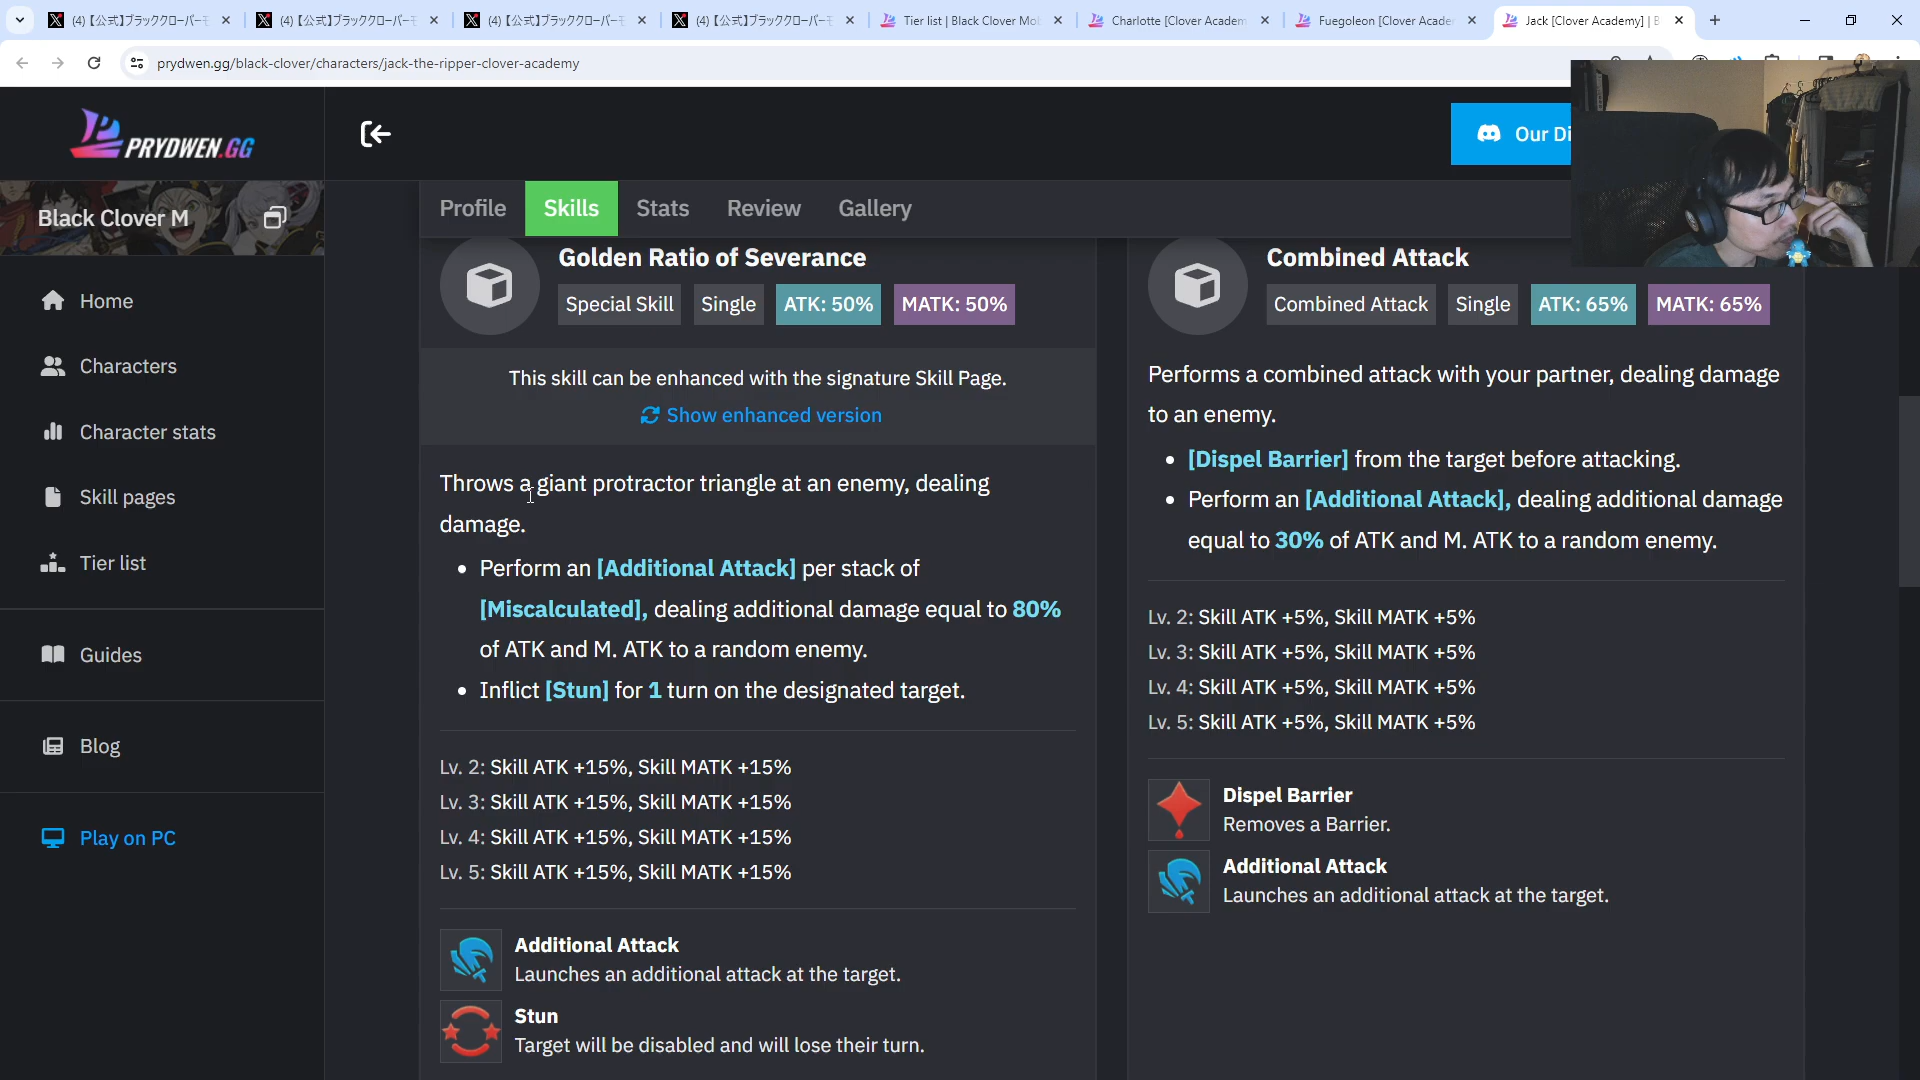 (4) 【公式】ブラッククローバーモ
(4) 【公式】ブラッククローバーモ
(4) 【公式】ブラッククローバーモ
(4) 【公式】ブラッククローバーモ
Tier list | Black Clover Mo
Charlotte [Clover Academ
Fuegoleon [Clover Acade
Jack [Clover Academy] | B
prydwen.gg/black-clover/characters/jack-the-ripper-clover-academy
PRYDWEN.GG
Our Di
Black Clover M
Home
Characters
Character stats
Skill pages
Tier list
Guides
Blog
Play on PC
Profile
Skills
Stats
Review
Gallery
Golden Ratio of Severance
Special Skill
Single
ATK: 50%
MATK: 50%
This skill can be enhanced with the signature Skill Page.
Show enhanced version
Throws a giant protractor triangle at an enemy, dealing
damage.
• Perform an [Additional Attack] per stack of
[Miscalculated], dealing additional damage equal to 80%
of ATK and M. ATK to a random enemy.
• Inflict [Stun] for 1 turn on the designated target.
Lv. 2: Skill ATK +15%, Skill MATK +15%
Lv. 3: Skill ATK +15%, Skill MATK +15%
Lv. 4: Skill ATK +15%, Skill MATK +15%
Lv. 5: Skill ATK +15%, Skill MATK +15%
Additional Attack
Launches an additional attack at the target.
Stun
Target will be disabled and will lose their turn.
Combined Attack
Combined Attack
Single
ATK: 65%
MATK: 65%
Performs a combined attack with your partner, dealing damage
to an enemy.
• [Dispel Barrier] from the target before attacking.
• Perform an [Additional Attack], dealing additional damage
equal to 30% of ATK and M. ATK to a random enemy.
Lv. 2: Skill ATK +5%, Skill MATK +5%
Lv. 3: Skill ATK +5%, Skill MATK +5%
Lv. 4: Skill ATK +5%, Skill MATK +5%
Lv. 5: Skill ATK +5%, Skill MATK +5%
Dispel Barrier
Removes a Barrier.
Additional Attack
Launches an additional attack at the target.